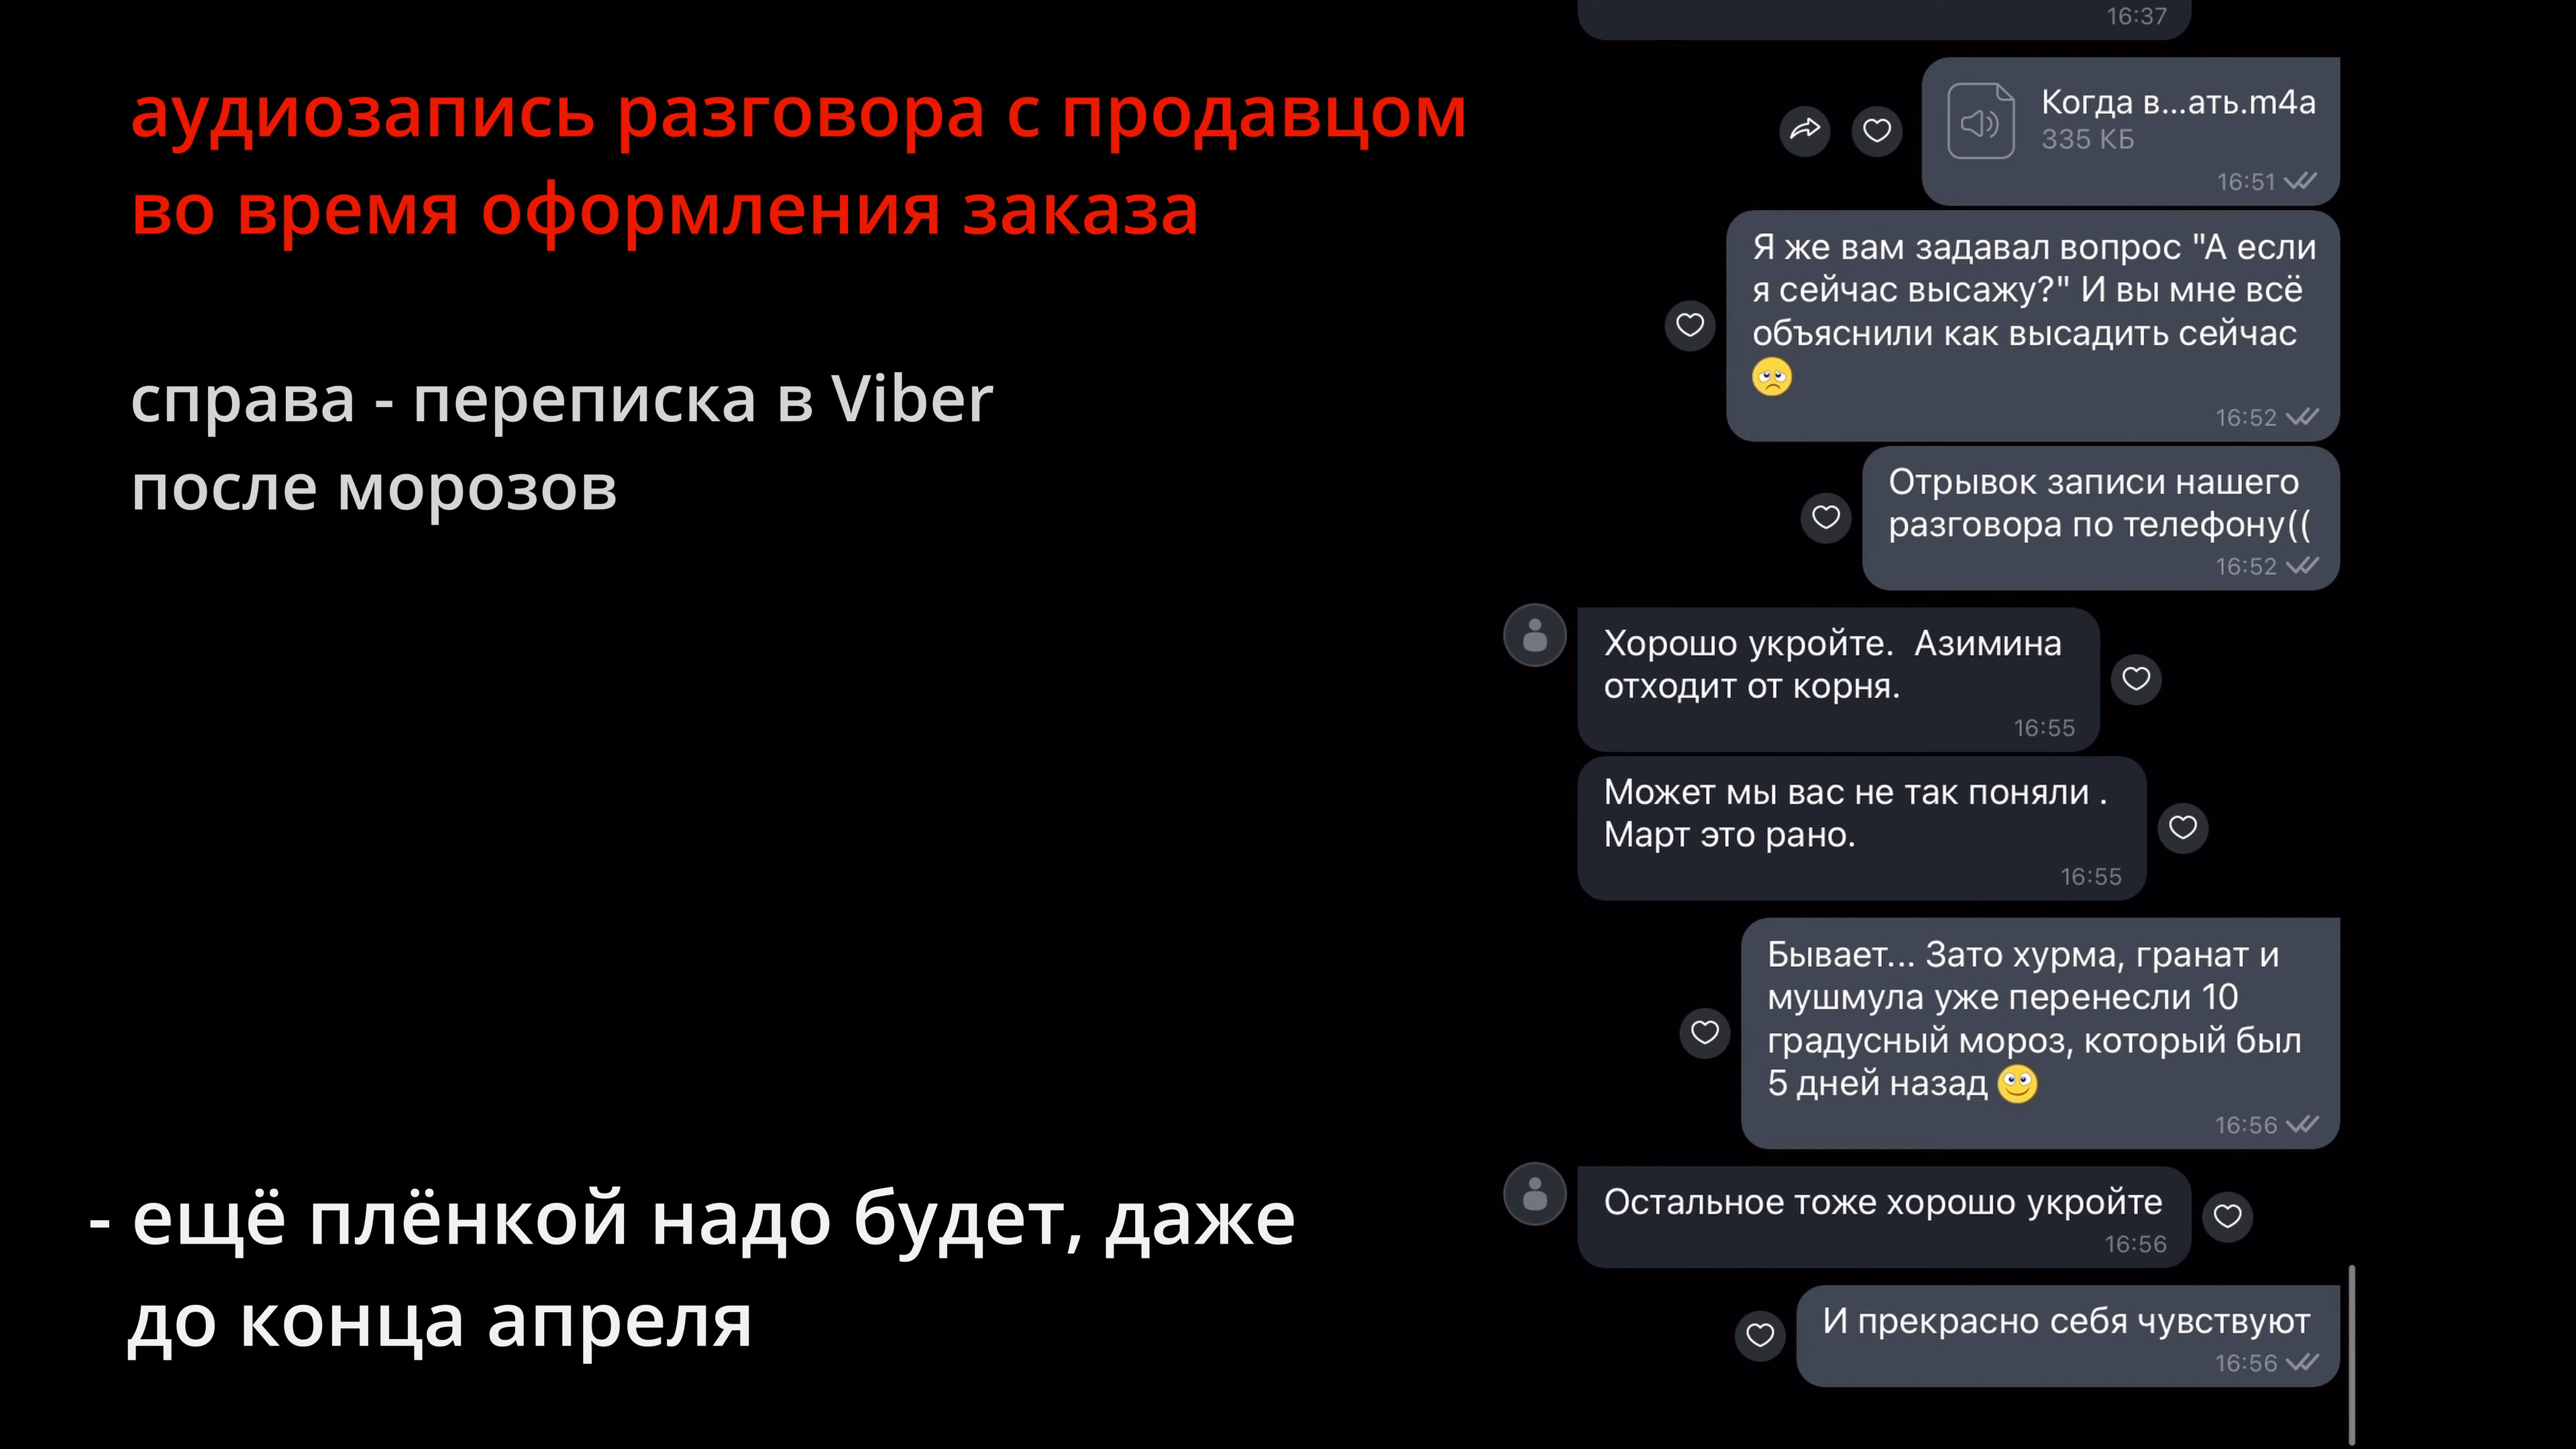 аудиозапись разговора с продавцом
во время оформления заказа
справа - переписка в Viber
после морозов
- ещё плёнкой надо будет, даже
до конца апреля
16:37
Когда в...ать.m4a
335 КБ
16:51
Я же вам задавал вопрос "А если
я сейчас высажу?" И вы мне всё
объяснили как высадить сейчас
🙁
16:52
Отрывок записи нашего
разговора по телефону((
16:52
Хорошо укройте.  Азимина
отходит от корня.
16:55
Может мы вас не так поняли .
Март это рано.
16:55
Бывает... Зато хурма, гранат и
мушмула уже перенесли 10
градусный мороз, который был
5 дней назад 🙂
16:56
Остальное тоже хорошо укройте
16:56
И прекрасно себя чувствуют
16:56